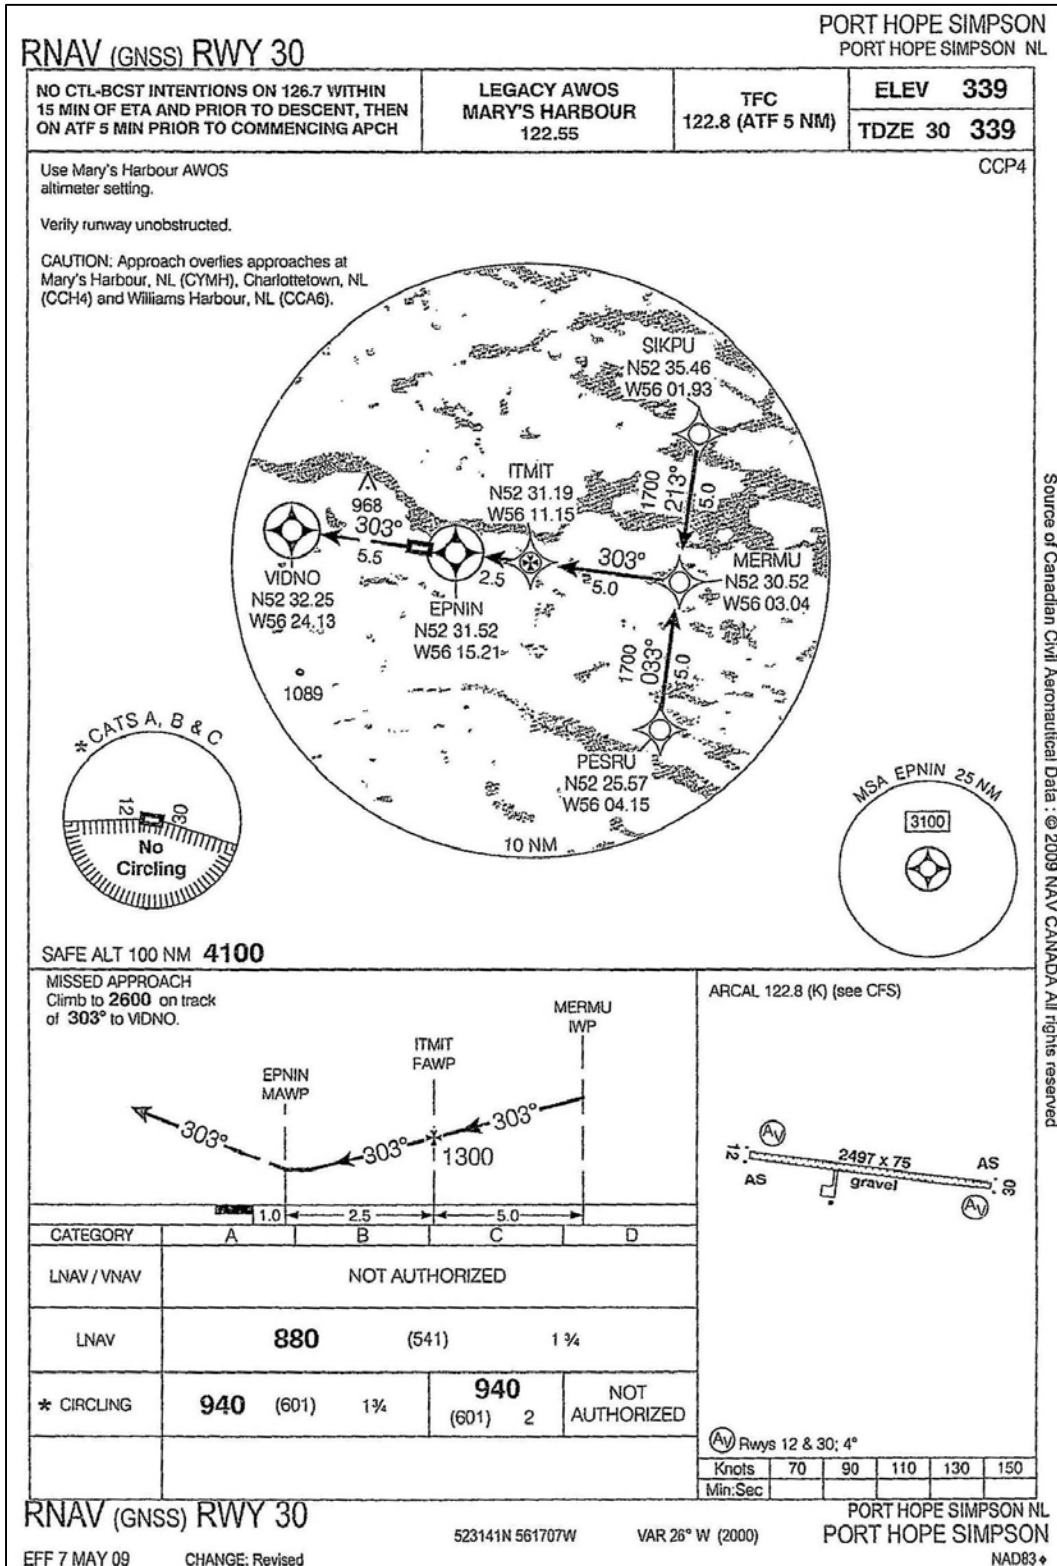 PORT HOPE SIMPSON
RNAV (GNSS) RWY 30
PORT HOPE SIMPSON NL
NO CTL-BCST INTENTIONS ON 126.7 WITHIN
15 MIN OF ETA AND PRIOR TO DESCENT, THEN
ON ATF 5 MIN PRIOR TO COMMENCING APCH
LEGACY AWOS
MARY'S HARBOUR
122.55
TFC
122.8 (ATF 5 NM)
ELEV 339
TDZE 30 339
CCP4
Use Mary's Harbour AWOS
altimeter setting.
Verify runway unobstructed.
CAUTION: Approach overlies approaches at
Mary's Harbour, NL (CYMH), Charlottetown, NL
(CCH4) and Williams Harbour, NL (CCA6).
SIKPU
N52 35.46
W56 01.93
1700
213°
5.0
ITMIT
N52 31.19
W56 11.15
968
303°
5.5
VIDNO
N52 32.25
W56 24.13
EPNIN
N52 31.52
W56 15.21
2.5
303°
5.0
MERMU
N52 30.52
W56 03.04
1700
033°
5.0
1089
PESRU
N52 25.57
W56 04.15
10 NM
* CATS A, B & C
12
30
No
Circling
MSA EPNIN 25 NM
3100
SAFE ALT 100 NM 4100
MISSED APPROACH
Climb to 2600 on track
of 303° to VIDNO.
MERMU
IWP
ITMIT
FAWP
EPNIN
MAWP
303°
303°
303°
1300
1.0
2.5
5.0
ARCAL 122.8 (K) (see CFS)
AV
12
2497 x 75
AS
AS
gravel
30
AV
CATEGORY A B C D
LNAV / VNAV NOT AUTHORIZED
LNAV 880 (541) 1 ¾
* CIRCLING 940 (601) 1¾
940
(601) 2
NOT
AUTHORIZED
AV Rwys 12 & 30; 4°
Knots 70 90 110 130 150
Min:Sec
RNAV (GNSS) RWY 30
523141N 561707W
VAR 26° W (2000)
PORT HOPE SIMPSON NL
PORT HOPE SIMPSON
EFF 7 MAY 09
CHANGE: Revised
NAD83
Source of Canadian Civil Aeronautical Data : © 2009 NAV CANADA All rights reserved